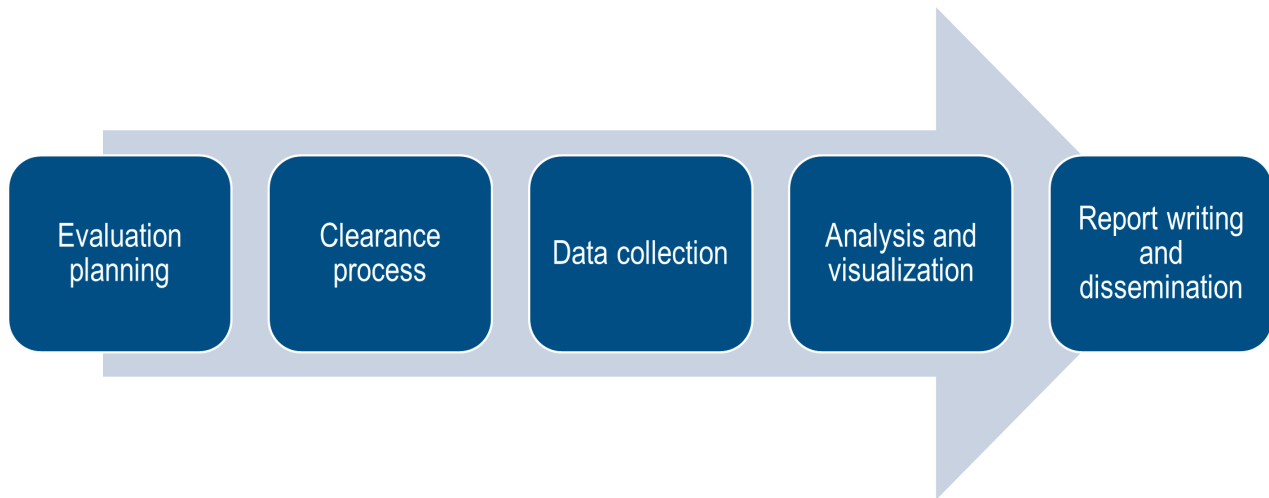 Evaluation
planning
Clearance
process
Data collection
Analysis and
visualization
Report writing
and
dissemination